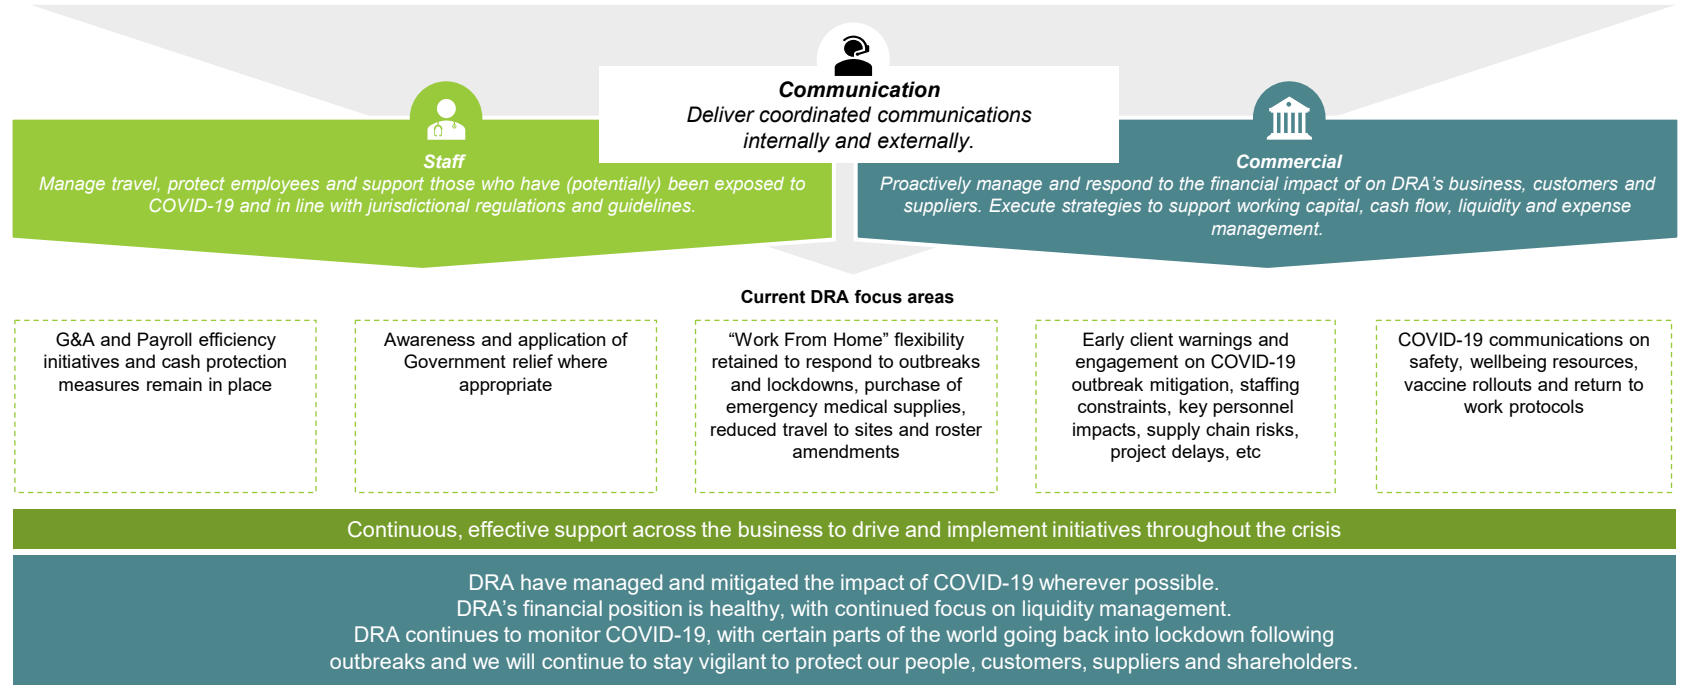 Communication
Deliver coordinated communications
internally and externally.
Staff
Manage travel, protect employees and support those who have (potentially) been exposed to
COVID-19 and in line with jurisdictional regulations and guidelines.
Commercial
Proactively manage and respond to the financial impact of on DRA’s business, customers and
suppliers. Execute strategies to support working capital, cash flow, liquidity and expense
management.
Current DRA focus areas
G&A and Payroll efficiency
initiatives and cash protection
measures remain in place
Awareness and application of
Government relief where
appropriate
“Work From Home” flexibility
retained to respond to outbreaks
and lockdowns, purchase of
emergency medical supplies,
reduced travel to sites and roster
amendments
Early client warnings and
engagement on COVID-19
outbreak mitigation, staffing
constraints, key personnel
impacts, supply chain risks,
project delays, etc
COVID-19 communications on
safety, wellbeing resources,
vaccine rollouts and return to
work protocols
Continuous, effective support across the business to drive and implement initiatives throughout the crisis
DRA have managed and mitigated the impact of COVID-19 wherever possible.
DRA’s financial position is healthy, with continued focus on liquidity management.
DRA continues to monitor COVID-19, with certain parts of the world going back into lockdown following
outbreaks and we will continue to stay vigilant to protect our people, customers, suppliers and shareholders.